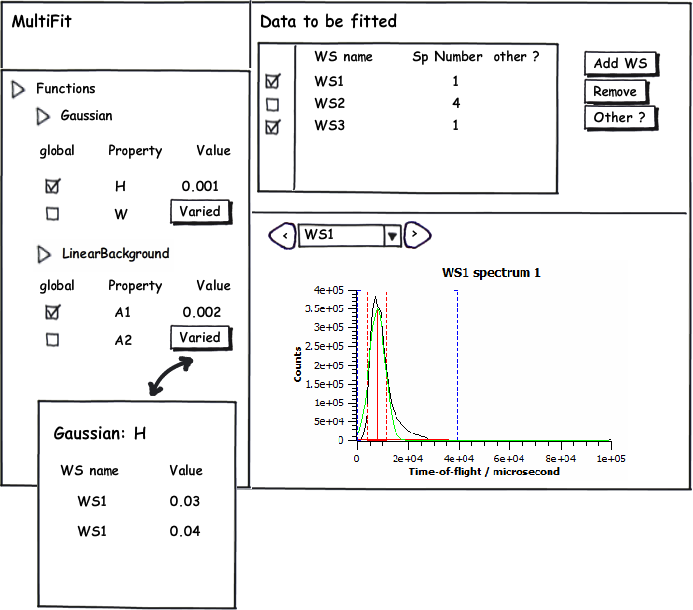 MultiFit
Data to be fitted
WS name Sp Number other ?
WS1 1
WS2 4
WS3 1
Add WS
Remove
Other ?
Functions
Gaussian
global Property Value
H 0.001
W Varied
LinearBackground
global Property Value
A1 0.002
A2 Varied
Gaussian: H
WS name Value
WS1 0.03
WS1 0.04
< WS1 >
WS1 spectrum 1
4e+05
3.5e+05
3e+05
2.5e+05
2e+05
1.5e+05
1e+05
5e+04
0
Counts
0 2e+04 4e+04 6e+04 8e+04 1e+05
Time-of-flight / microsecond